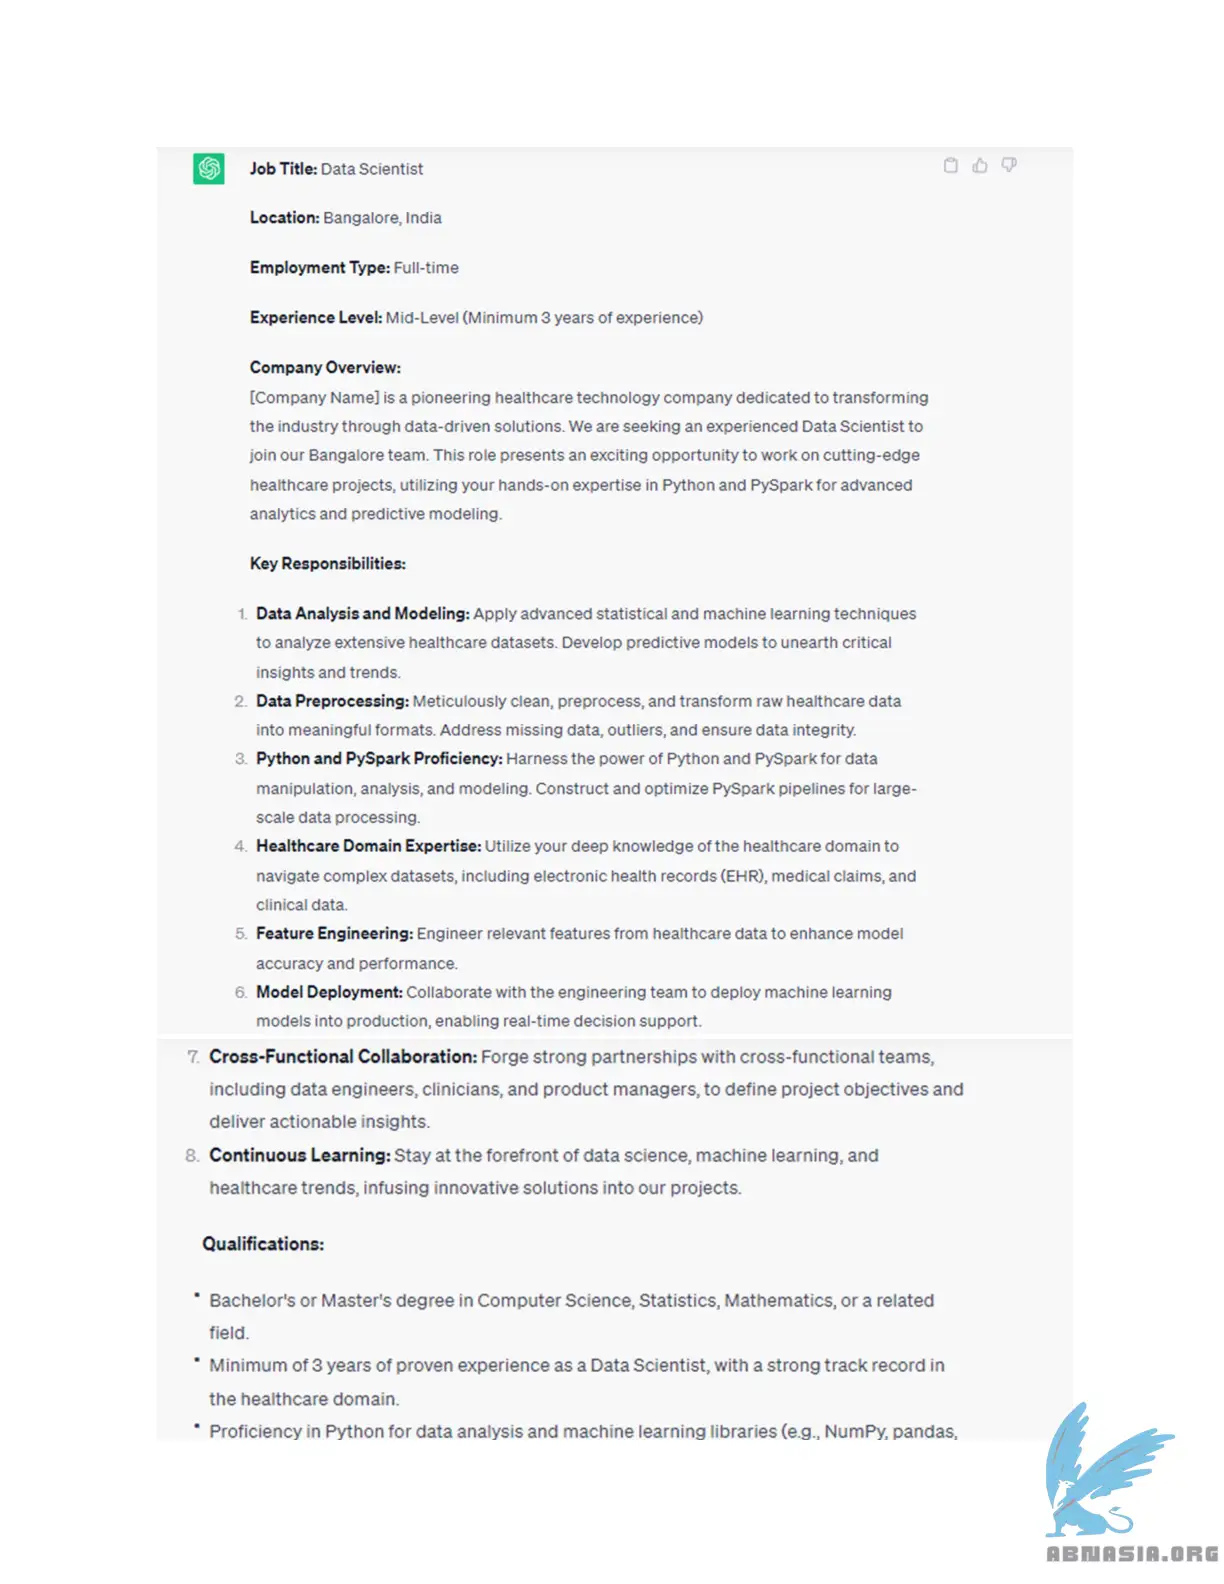 Job Title: Data Scientist
Location: Bangalore, India
Employment Type: Full-time
Experience Level: Mid-Level (Minimum 3 years of experience)
Company Overview:
[Company Name] is a pioneering healthcare technology company dedicated to transforming
the industry through data-driven solutions. We are seeking an experienced Data Scientist to
join our Bangalore team. This role presents an exciting opportunity to work on cutting-edge
healthcare projects, utilizing your hands-on expertise in Python and PySpark for advanced
analytics and predictive modeling.
Key Responsibilities:
1. Data Analysis and Modeling: Apply advanced statistical and machine learning techniques
to analyze extensive healthcare datasets. Develop predictive models to unearth critical
insights and trends.
2. Data Preprocessing: Meticulously clean, preprocess, and transform raw healthcare data
into meaningful formats. Address missing data, outliers, and ensure data integrity.
3. Python and PySpark Proficiency: Harness the power of Python and PySpark for data
manipulation, analysis, and modeling. Construct and optimize PySpark pipelines for large-
scale data processing.
4. Healthcare Domain Expertise: Utilize your deep knowledge of the healthcare domain to
navigate complex datasets, including electronic health records (EHR), medical claims, and
clinical data.
5. Feature Engineering: Engineer relevant features from healthcare data to enhance model
accuracy and performance.
6. Model Deployment: Collaborate with the engineering team to deploy machine learning
models into production, enabling real-time decision support.
7. Cross-Functional Collaboration: Forge strong partnerships with cross-functional teams,
including data engineers, clinicians, and product managers, to define project objectives and
deliver actionable insights.
8. Continuous Learning: Stay at the forefront of data science, machine learning, and
healthcare trends, infusing innovative solutions into our projects.
Qualifications:
• Bachelor's or Master's degree in Computer Science, Statistics, Mathematics, or a related
field.
• Minimum of 3 years of proven experience as a Data Scientist, with a strong track record in
the healthcare domain.
• Proficiency in Python for data analysis and machine learning libraries (e.g., NumPy, pandas,
ABNASIA.ORG